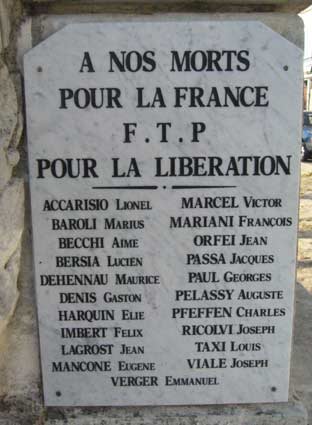 A NOS MORTS
POUR LA FRANCE
F.T.P
POUR LA LIBERATION
ACCARISIO LIONEL
BAROLI MARIUS
BECCHI AIME
BERSIA LUCIEN
DEHENNAU MAURICE
DENIS GASTON
HARQUIN ELIE
IMBERT FELIX
LAGROST JEAN
MANCONE EUGENE
MARCEL VICTOR
MARIANI FRANÇOIS
ORFEI JEAN
PASSA JACQUES
PAUL GEORGES
PELASSY AUGUSTE
PFEFFEN CHARLES
RICOLVI JOSEPH
TAXI LOUIS
VIALE JOSEPH
VERGER EMMANUEL